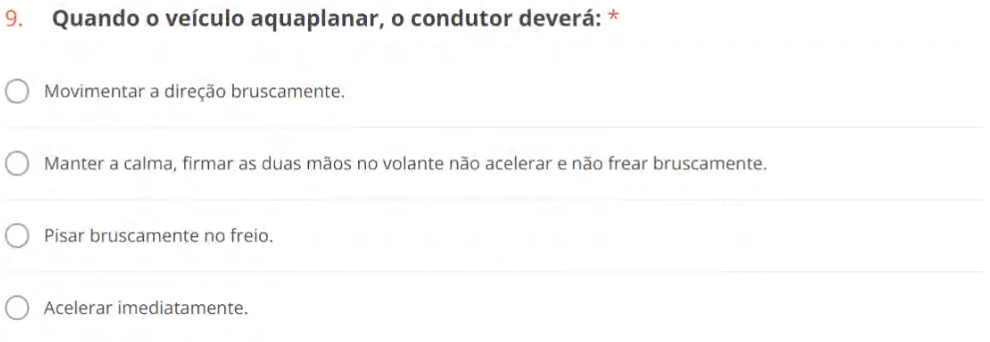 9. Quando o veículo aquaplanar, o condutor deverá: *
Movimentar a direção bruscamente.
Manter a calma, firmar as duas mãos no volante não acelerar e não frear bruscamente.
Pisar bruscamente no freio.
Acelerar imediatamente.